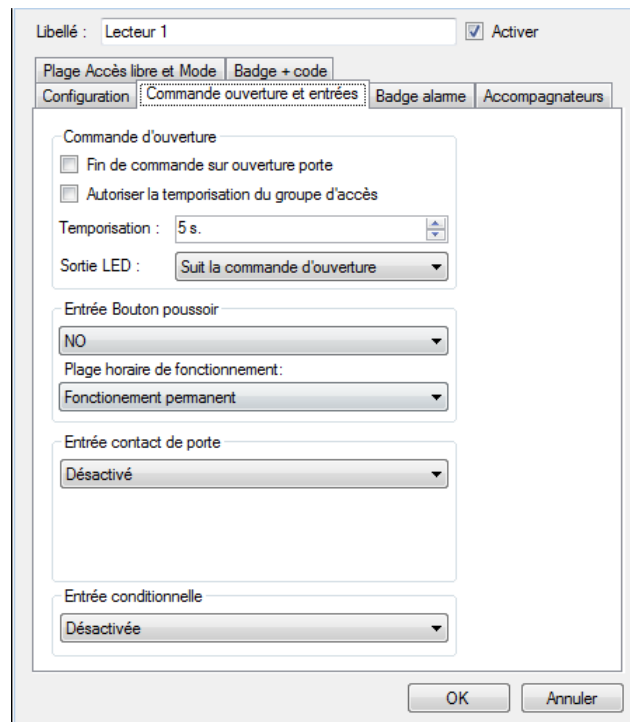 Libellé : Lecteur 1 Activer
Plage Accès libre et Mode Badge + code
Configuration Commande ouverture et entrées Badge alarme Accompagnateurs
Commande d'ouverture
Fin de commande sur ouverture porte
Autoriser la temporisation du groupe d'accès
Temporisation : 5 s.
Sortie LED : Suit la commande d'ouverture
Entrée Bouton poussoir
NO
Plage horaire de fonctionnement:
Fonctionement permanent
Entrée contact de porte
Désactivé
Entrée conditionnelle
Désactivée
OK Annuler